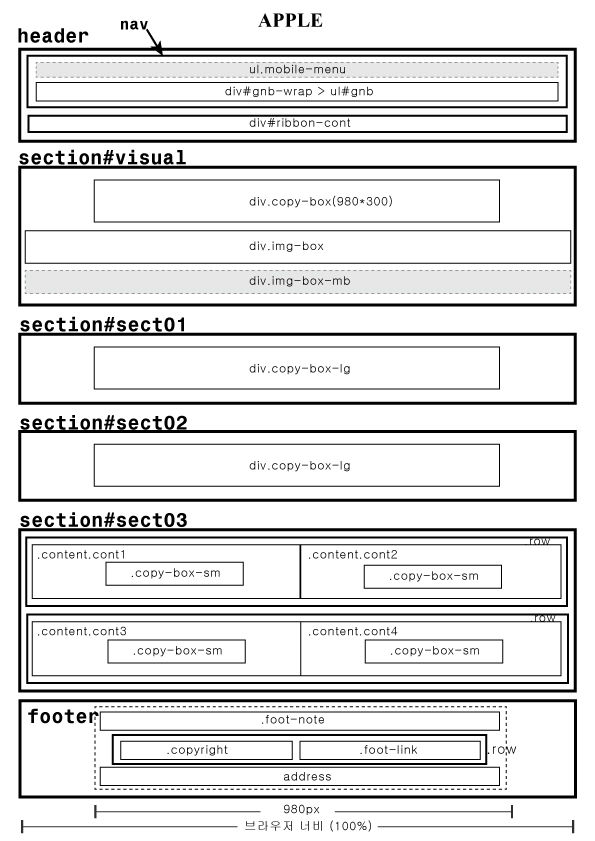 APPLE
nav
header
ul.mobile-menu
div#gnb-wrap > ul#gnb
div#ribbon-cont
section#visual
div.copy-box(980*300)
div.img-box
div.img-box-mb
section#sect01
div.copy-box-lg
section#sect02
div.copy-box-lg
section#sect03
.row
.content.cont1 .content.cont2
.copy-box-sm .copy-box-sm
.row
.content.cont3 .content.cont4
.copy-box-sm .copy-box-sm
footer .foot-note
.copyright .foot-link .row
address
980px
브라우저 너비 (100%)